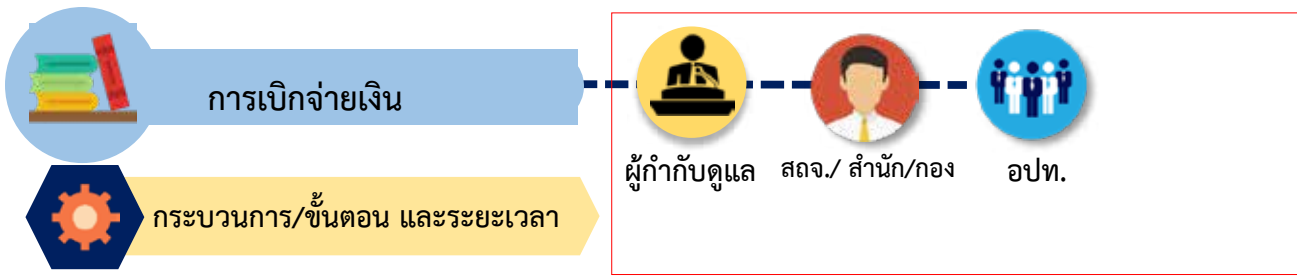 การเบิกจ่ายเงิน
ผู้กำกับดูแล
สถจ./ สำนัก/กอง
อปท.
กระบวนการ/ขั้นตอน และระยะเวลา